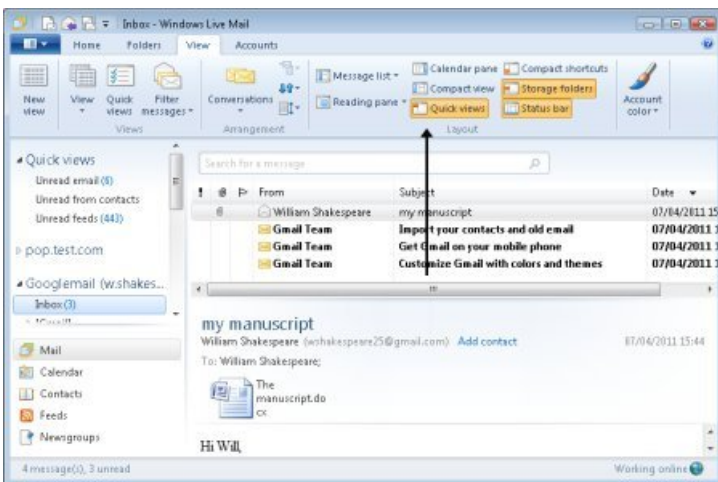 Inbox - Windows Live Mail
Home Folders View Accounts
Message list Calendar pane Compact shortcuts
Compact view Storage folders
Reading pane Quick views Status bar
New view View Quick views Filter messages Conversations Account color
Views Arrangement Layout
Quick views
Unread email (6)
Unread from contacts
Unread feeds (443)
pop.test.com
Googlemail (w.shakes...
Inbox (3)
Mail
Calendar
Contacts
Feeds
Newsgroups
Search for a message
! From Subject Date
William Shakespeare my manuscript 07/04/2011 15
Gmail Team Import your contacts and old email 07/04/2011 1
Gmail Team Get Gmail on your mobile phone 07/04/2011 1
Gmail Team Customize Gmail with colors and themes 07/04/2011 1
my manuscript
William Shakespeare (wshakespeare25@gmail.com) Add contact 07/04/2011 15:44
To: William Shakespeare;
The
manuscript.do
cx
Hi Will,
4 message(s), 3 unread Working online